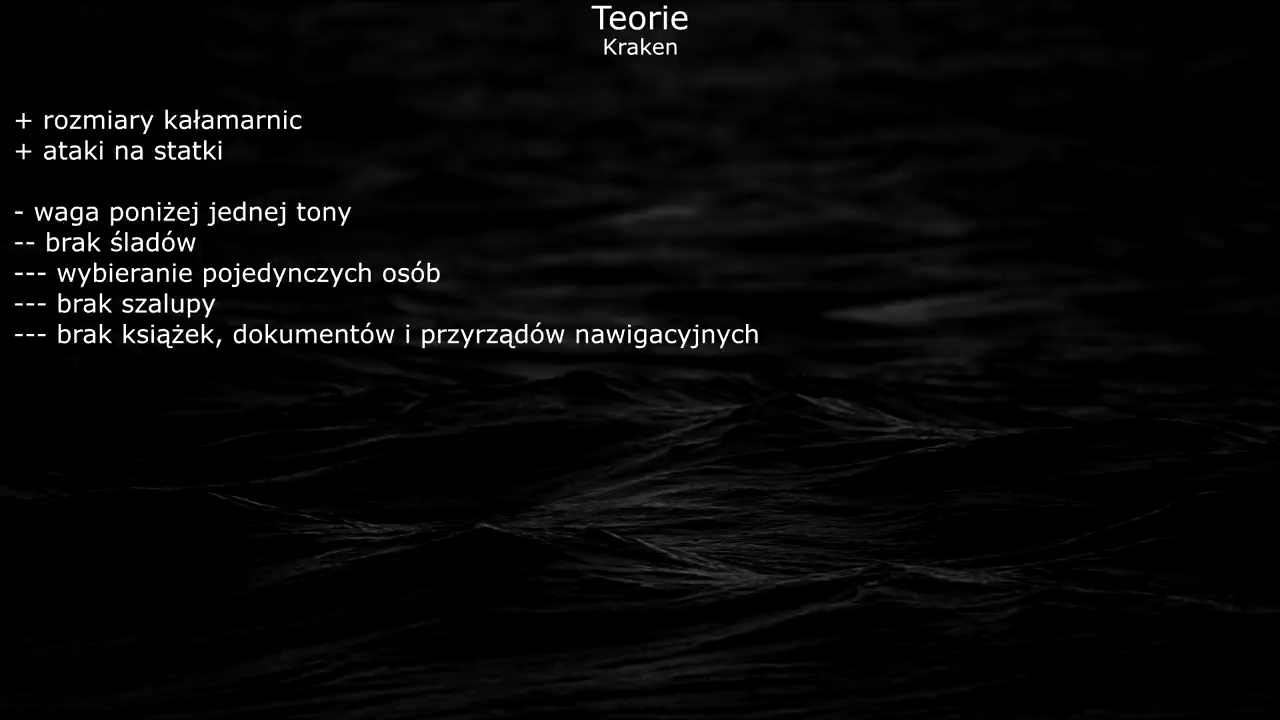 Teorie
Kraken
+ rozmiary kałamarnic
+ ataki na statki
- waga poniżej jednej tony
-- brak śladów
--- wybieranie pojedynczych osób
--- brak szalupy
--- brak książek, dokumentów i przyrządów nawigacyjnych